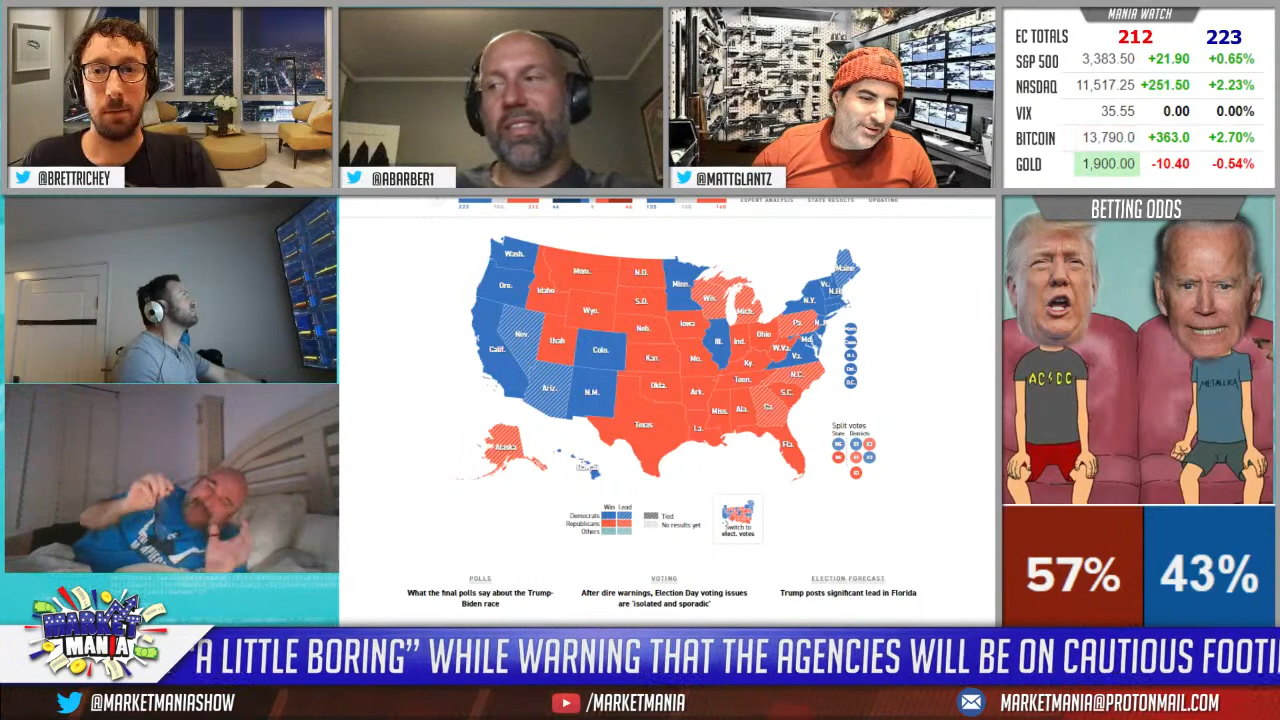 @BRETTRICHEY
@ABARBER1
@MATTGLANTZ
MANIA WATCH
EC TOTALS 212 223
S&P 500 3,383.50 +21.90 +0.65%
NASDAQ 11,517.25 +251.50 +2.23%
VIX 35.55 0.00 0.00%
BITCOIN 13,790.0 +363.0 +2.70%
GOLD 1,900.00 -10.40 -0.54%
BETTING ODDS
AC/DC
METALLICA
57% 43%
EXPERT ANALYSIS STATE RESULTS UPDATING
Wash.
Mont.
N.D.
Minn.
Maine
Ore.
Idaho
S.D.
Wis.
Mich.
Vt.
N.H.
N.Y.
Wyo.
Nev.
Neb.
Iowa
Ill.
Ind.
Ohio
Pa.
N.J.
Md.
Calif.
Utah
Colo.
Kan.
Mo.
Ky.
W.Va.
Va.
Ariz.
N.M.
Okla.
Ark.
Tenn.
N.C.
S.C.
Texas
La.
Miss.
Ala.
Ga.
Fla.
Alaska
Hawaii
Split votes
State Districts
Win Lead
Democrats
Republicans
Others
Tied
No results yet
Switch to
elect. votes
POLLS
What the final polls say about the Trump-
Biden race
VOTING
After dire warnings, Election Day voting issues
are 'isolated and sporadic'
ELECTION FORECAST
Trump posts significant lead in Florida
MARKET
MANIA
"A LITTLE BORING" WHILE WARNING THAT THE AGENCIES WILL BE ON CAUTIOUS FOOTI
@MARKETMANIASHOW
/MARKETMANIA
MARKETMANIA@PROTONMAIL.COM